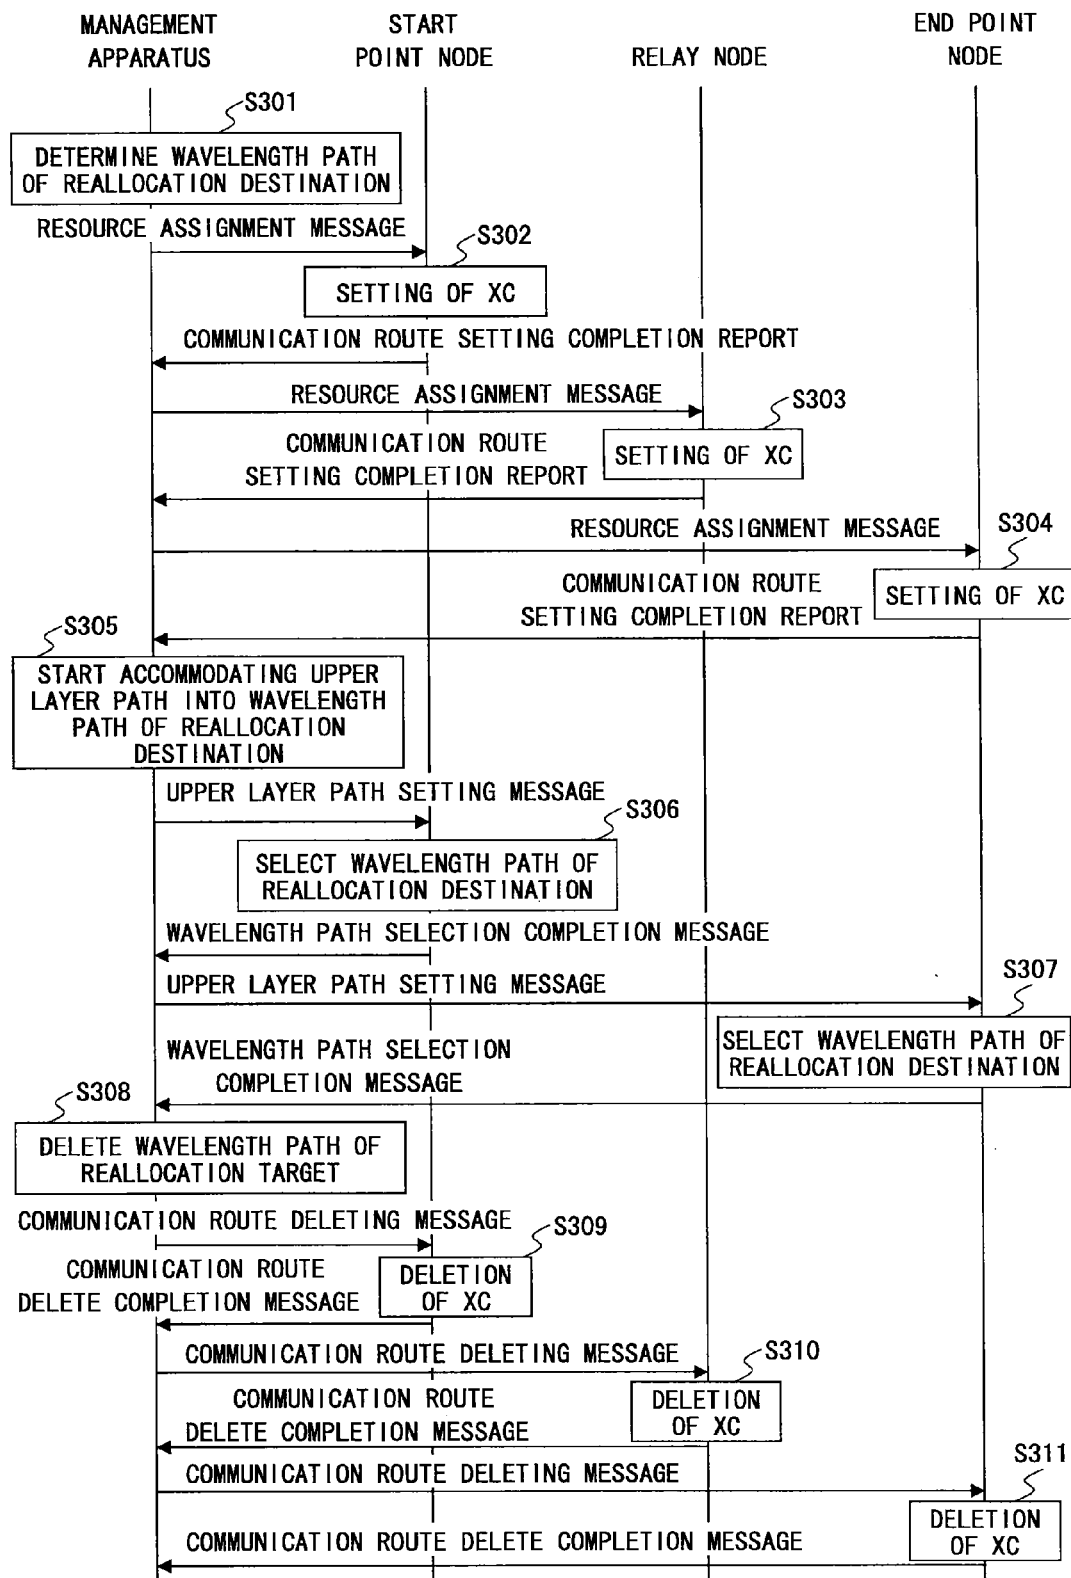 MANAGEMENT
APPARATUS
START
POINT NODE
RELAY NODE
END POINT
NODE
S301
DETERMINE WAVELENGTH PATH
OF REALLOCATION DESTINATION
RESOURCE ASSIGNMENT MESSAGE
S302
SETTING OF XC
COMMUNICATION ROUTE SETTING COMPLETION REPORT
RESOURCE ASSIGNMENT MESSAGE
S303
COMMUNICATION ROUTE
SETTING COMPLETION REPORT
SETTING OF XC
RESOURCE ASSIGNMENT MESSAGE
S304
COMMUNICATION ROUTE
SETTING COMPLETION REPORT
SETTING OF XC
S305
START ACCOMMODATING UPPER
LAYER PATH INTO WAVELENGTH
PATH OF REALLOCATION
DESTINATION
UPPER LAYER PATH SETTING MESSAGE
S306
SELECT WAVELENGTH PATH OF
REALLOCATION DESTINATION
WAVELENGTH PATH SELECTION COMPLETION MESSAGE
UPPER LAYER PATH SETTING MESSAGE
S307
SELECT WAVELENGTH PATH OF
REALLOCATION DESTINATION
WAVELENGTH PATH SELECTION
COMPLETION MESSAGE
S308
DELETE WAVELENGTH PATH OF
REALLOCATION TARGET
COMMUNICATION ROUTE DELETING MESSAGE
S309
COMMUNICATION ROUTE
DELETE COMPLETION MESSAGE
DELETION
OF XC
COMMUNICATION ROUTE DELETING MESSAGE
S310
COMMUNICATION ROUTE
DELETE COMPLETION MESSAGE
DELETION
OF XC
COMMUNICATION ROUTE DELETING MESSAGE
S311
DELETION
OF XC
COMMUNICATION ROUTE DELETE COMPLETION MESSAGE